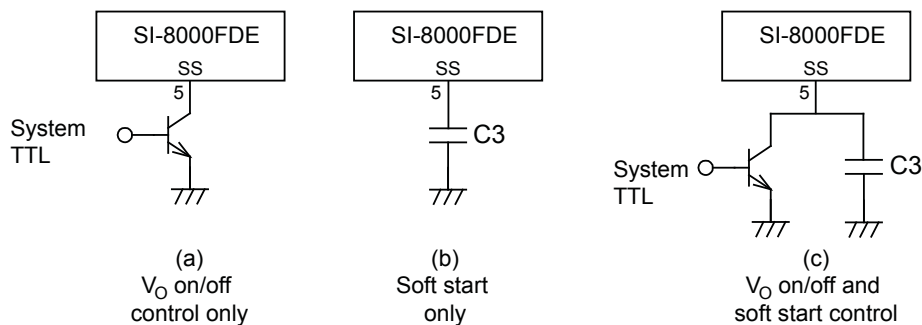 SI-8000FDE
SS
5
System
TTL
(a)
VO on/off
control only
SI-8000FDE
SS
5
C3
(b)
Soft start
only
SI-8000FDE
SS
5
System
TTL
C3
(c)
VO on/off and
soft start control